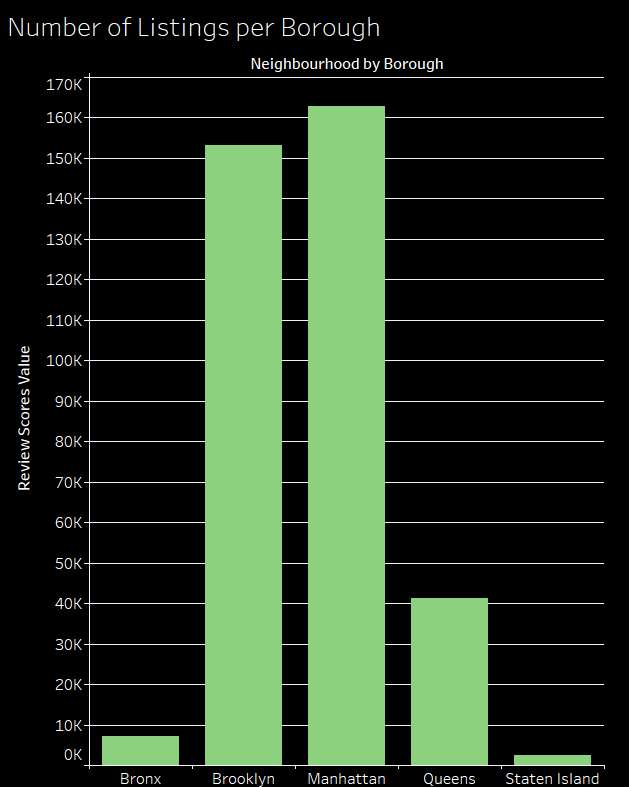 Number of Listings per Borough
Neighbourhood by Borough
170K
160K
150K
140K
130K
120K
110K
100K
90K
80K
70K
60K
50K
40K
30K
20K
10K
0K
Review Scores Value
Bronx
Brooklyn
Manhattan
Queens
Staten Island